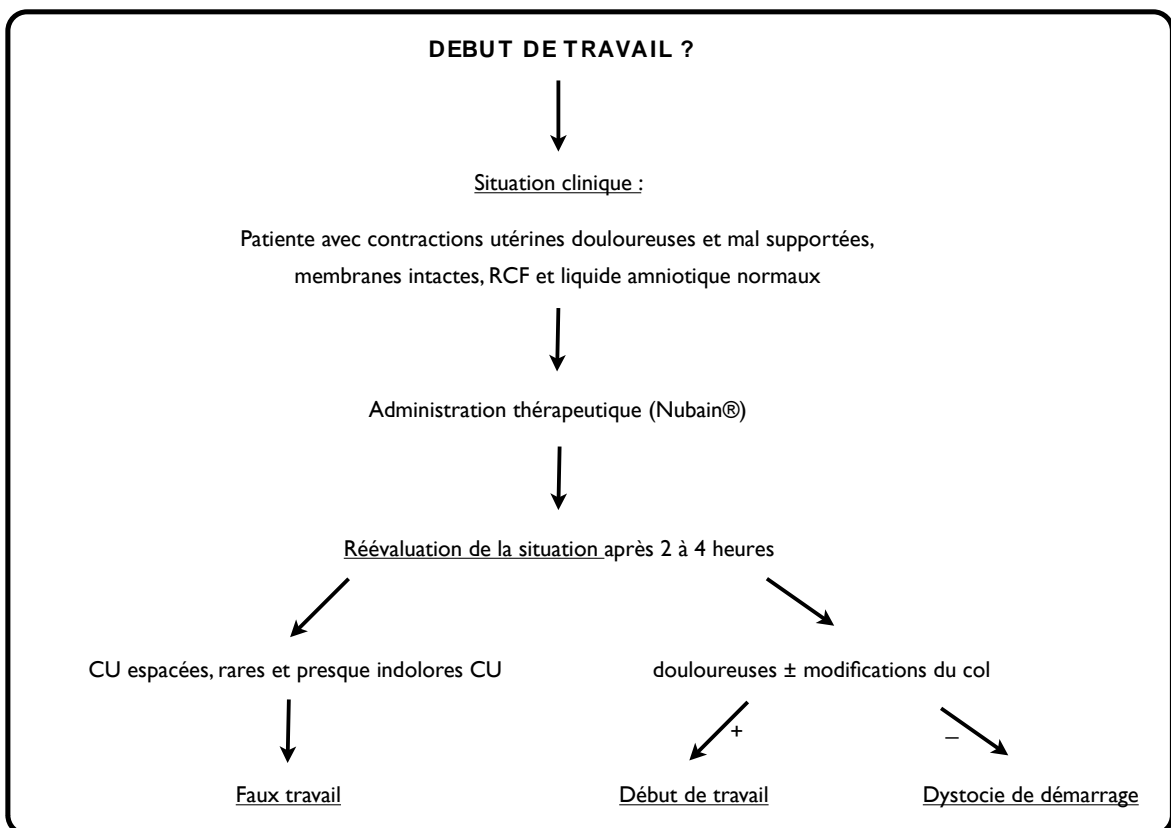 DEBUT DE TRAVAIL ?
Situation clinique :
Patiente avec contractions utérines douloureuses et mal supportées,
membranes intactes, RCF et liquide amniotique normaux
Administration thérapeutique (Nubain®)
Réévaluation de la situation après 2 à 4 heures
CU espacées, rares et presque indolores CU
douloureuses ± modifications du col
+
–
Faux travail
Début de travail
Dystocie de démarrage